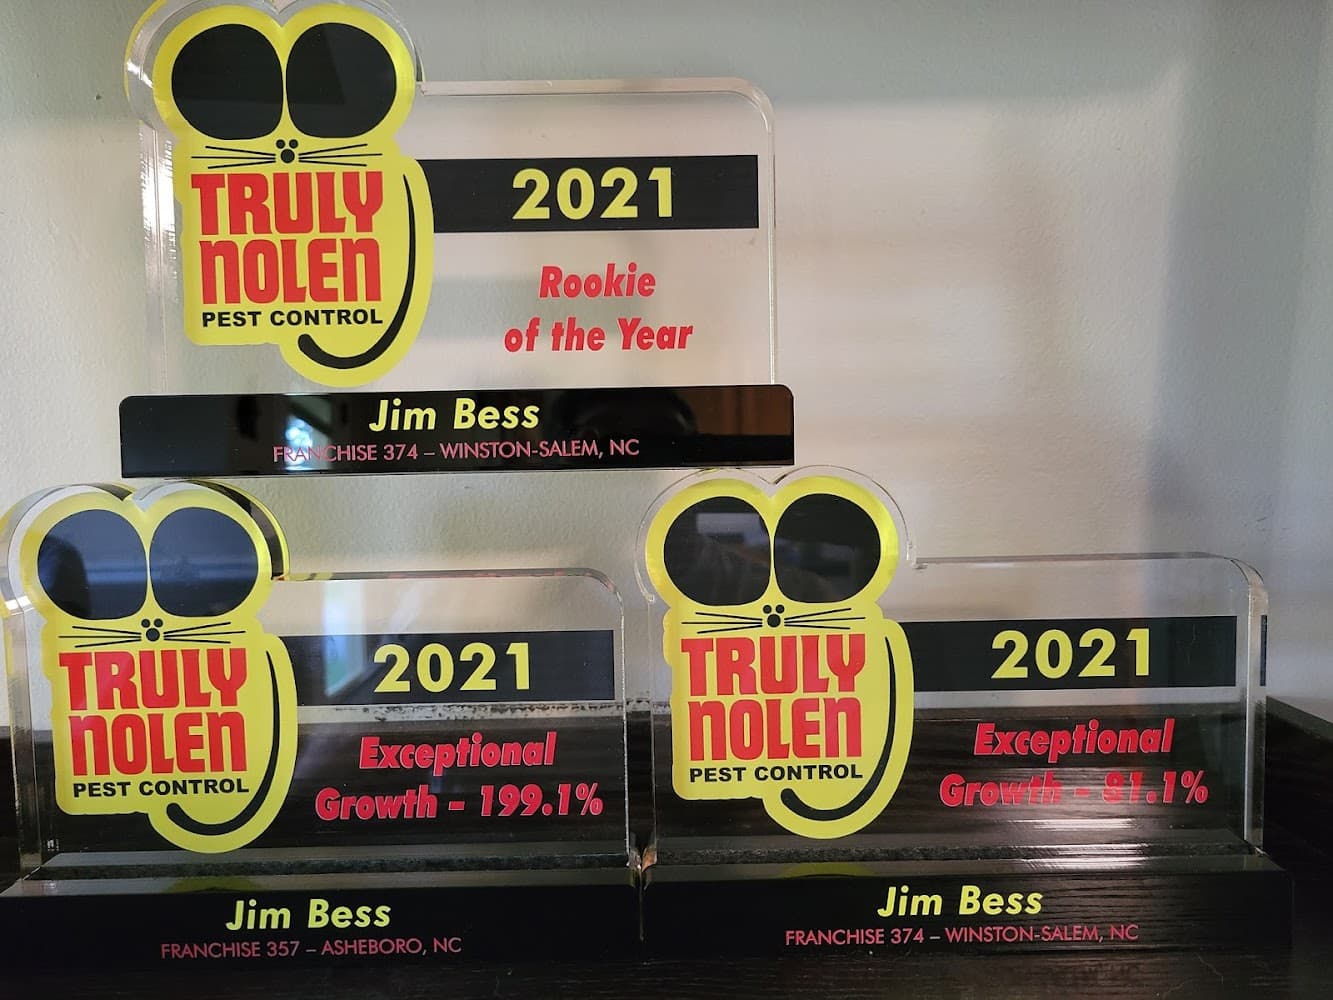 TRULY
NOLEN
PEST CONTROL
2021
Rookie
of the Year
Jim Bess
FRANCHISE 374 – WINSTON-SALEM, NC
TRULY
NOLEN
PEST CONTROL
2021
Exceptional
Growth – 199.1%
Jim Bess
FRANCHISE 357 – ASHEBORO, NC
TRULY
NOLEN
PEST CONTROL
2021
Exceptional
Growth –
Jim Bess
FRANCHISE 374 – WINSTON-SALEM, NC